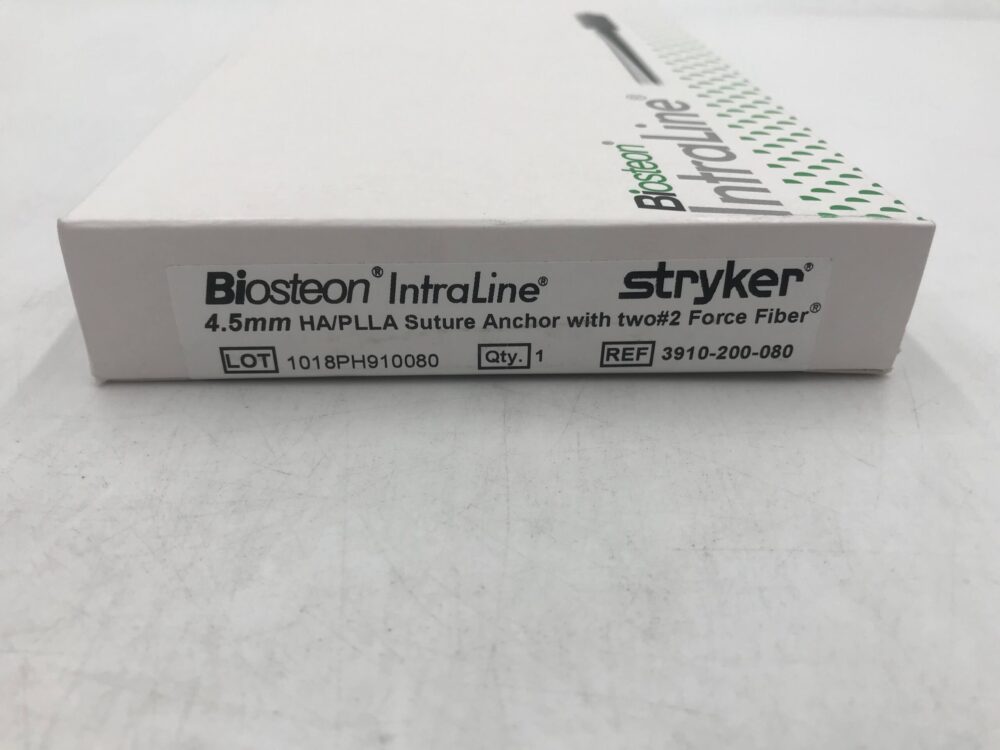 Biosteon®
IntraLine®
Biosteon® IntraLine® stryker®
4.5mm HA/PLLA Suture Anchor with two#2 Force Fiber®
LOT 1018PH910080 Qty. 1 REF 3910-200-080